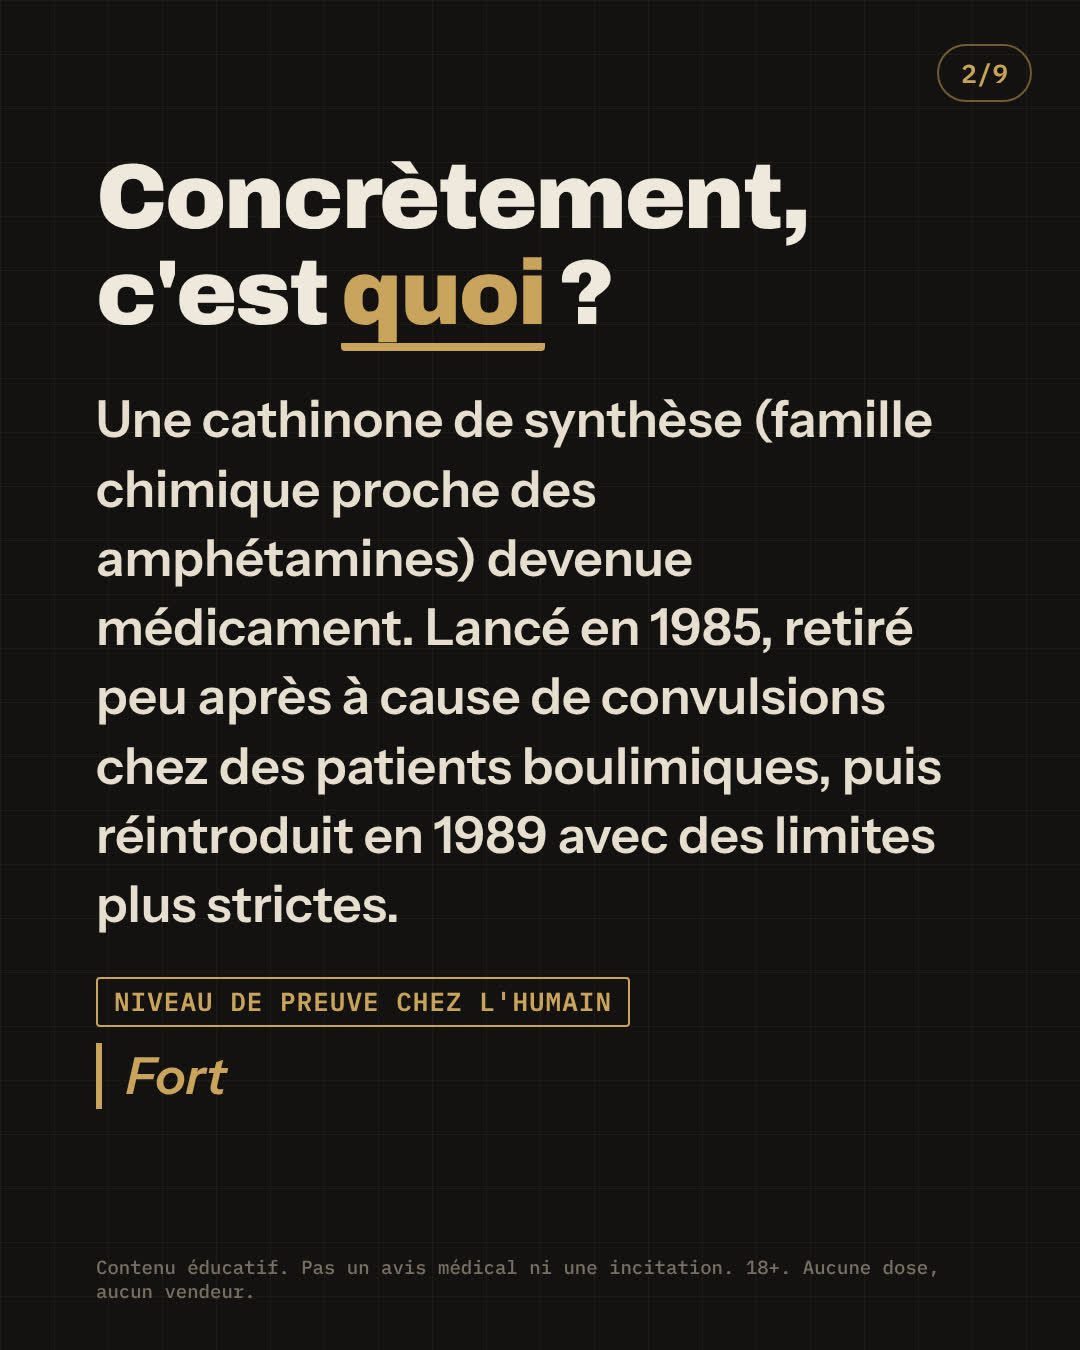 2/9
Concrètement,
c'est quoi ?
Une cathinone de synthèse (famille
chimique proche des
amphétamines) devenue
médicament. Lancé en 1985, retiré
peu après à cause de convulsions
chez des patients boulimiques, puis
réintroduit en 1989 avec des limites
plus strictes.
NIVEAU DE PREUVE CHEZ L'HUMAIN
Fort
Contenu éducatif. Pas un avis médical ni une incitation. 18+. Aucune dose,
aucun vendeur.